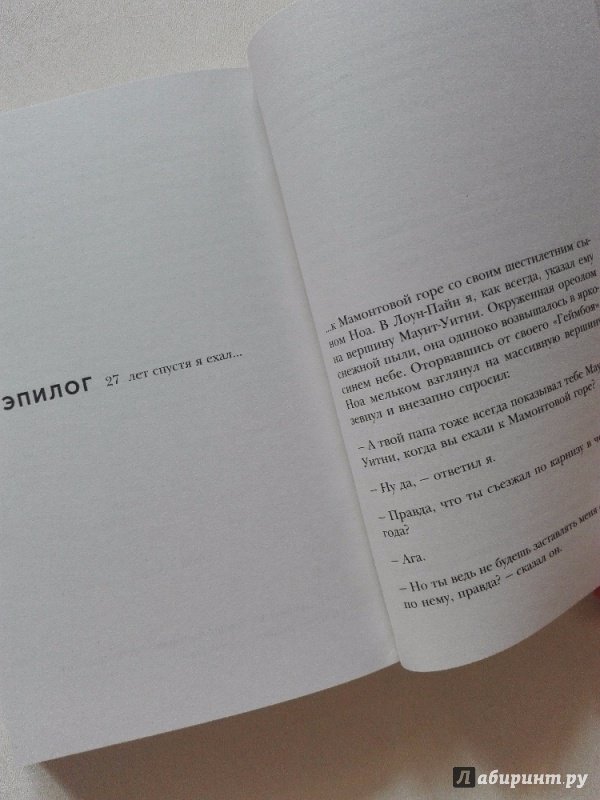 ЭПИЛОГ 27 лет спустя я ехал...
...к Мамонтовой горе со своим шестилетним сы-
ном Ноа. В Лоун-Пайн я, как всегда, указал ему
на вершину Маунт-Уитни. Окруженная ореолом
снежной пыли, она одиноко возвышалось в ярко-
синем небе. Оторвавшись от своего «Геймбоя»,
Ноа мельком взглянул на массивную вершину,
зевнул и внезапно спросил:
– А твой папа тоже всегда показывал тебе
Уитни, когда вы ехали к Мамонтовой горе?
– Ну да, – ответил я.
– Правда, что ты съезжал по карнизу в
года?
– Ага.
– Но ты ведь не будешь заставлять меня
по нему, правда? – сказал он.
Лабиринт.ру